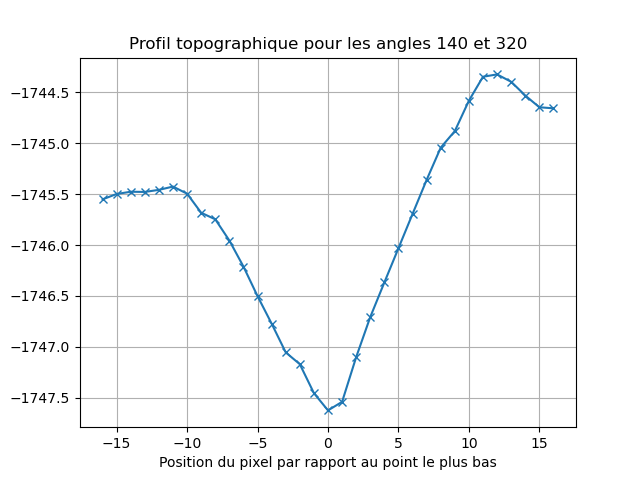 Profil topographique pour les angles 140 et 320
−1744.5
−1745.0
−1745.5
−1746.0
−1746.5
−1747.0
−1747.5
−15 −10 −5 0 5 10 15
Position du pixel par rapport au point le plus bas